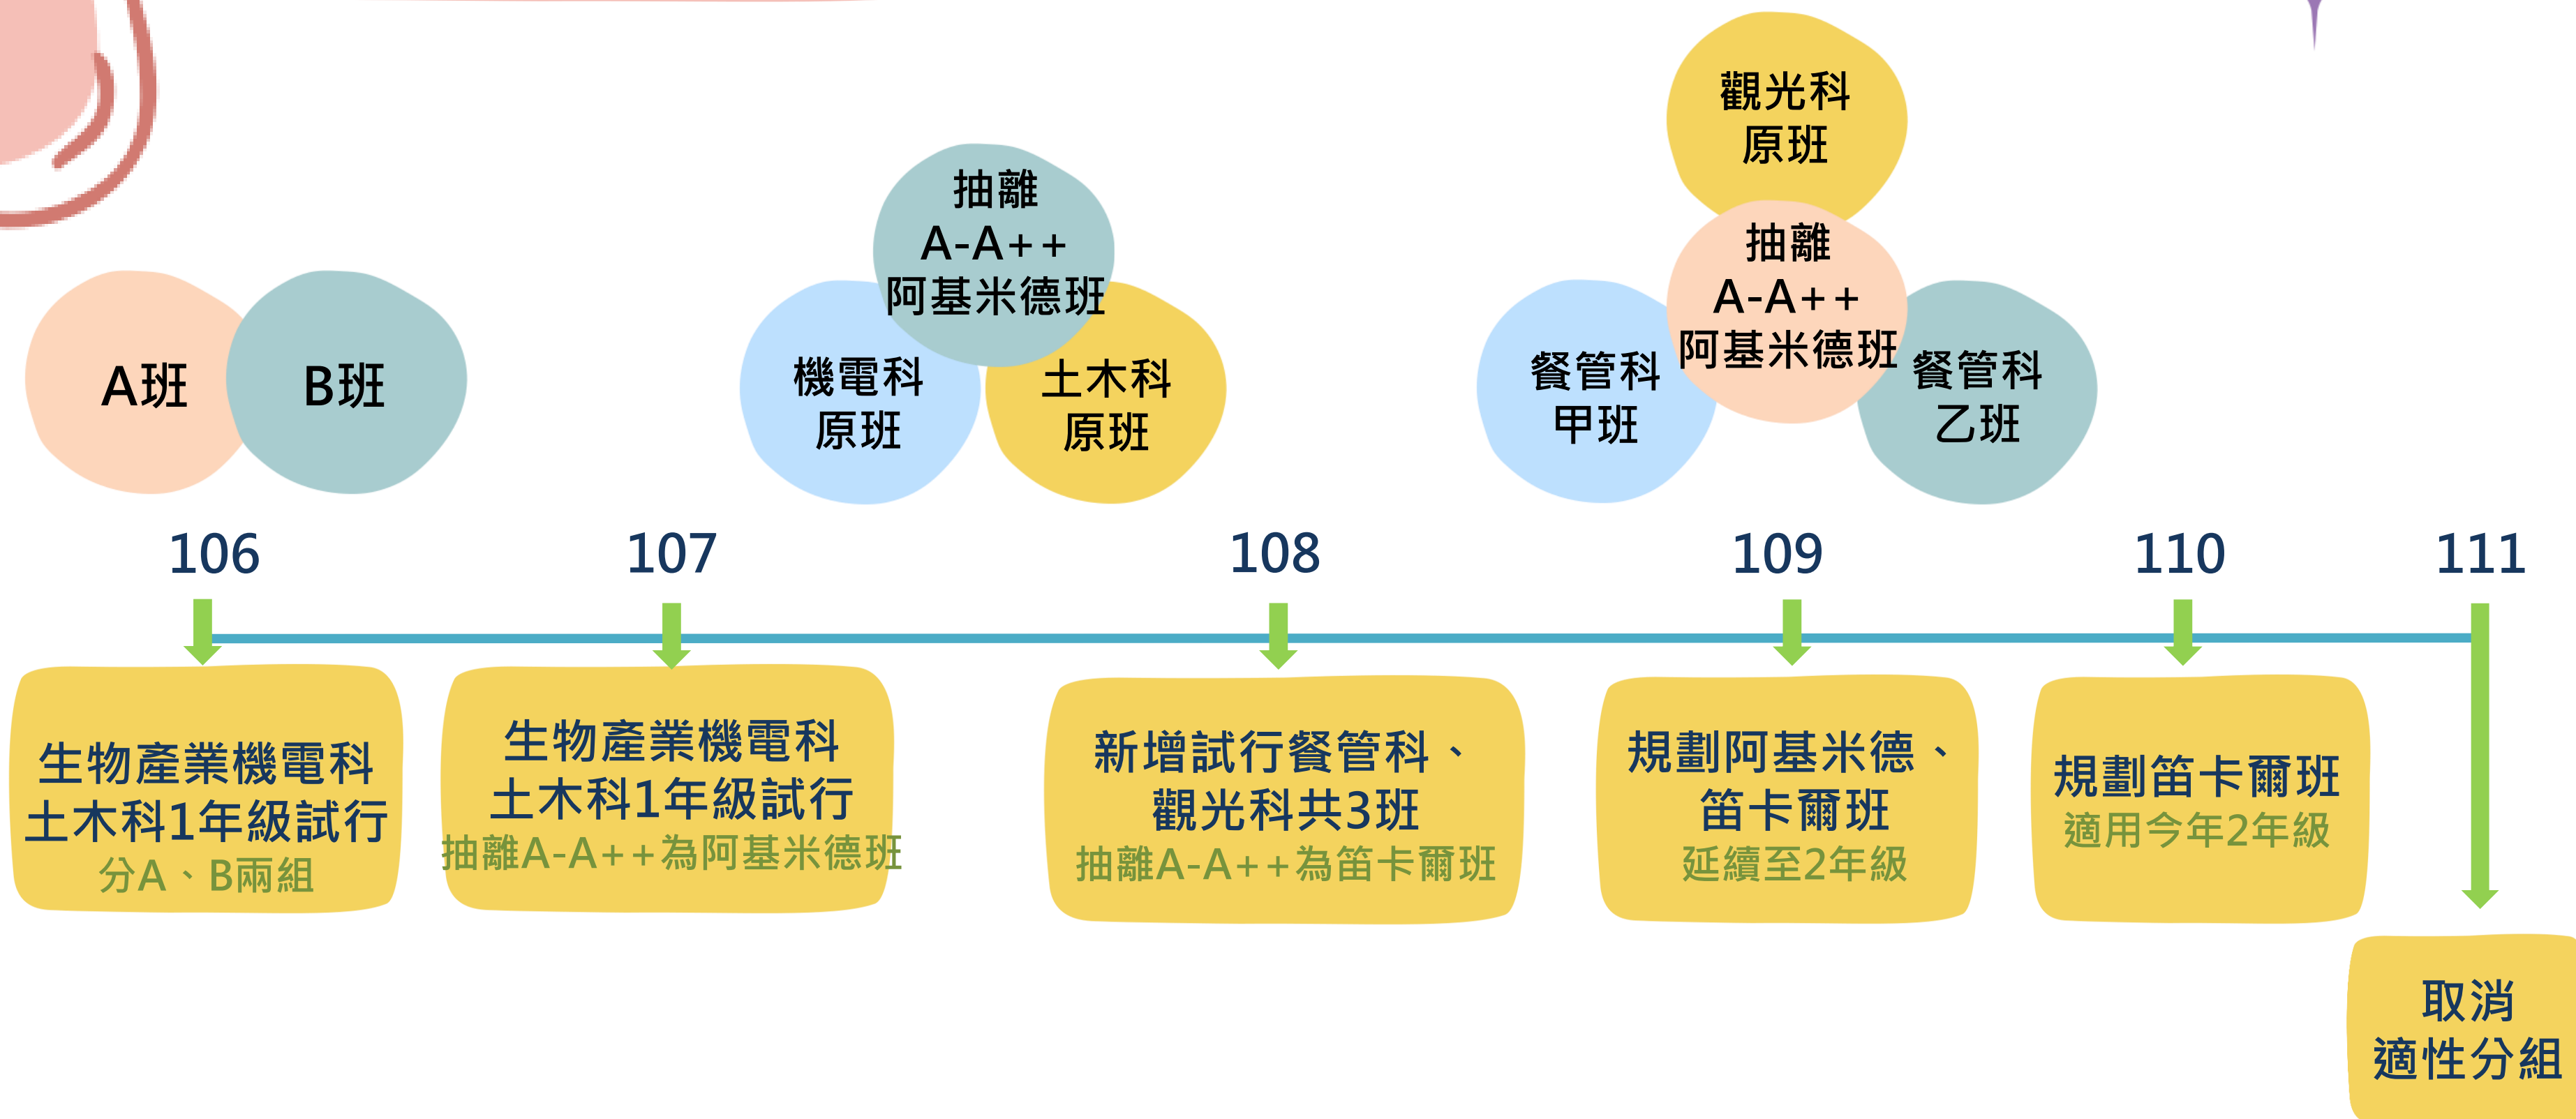 A班
B班
抽離
A-A++
阿基米德班
機電科
原班
土木科
原班
觀光科
原班
抽離
A-A++
阿基米德班
餐管科
甲班
餐管科
乙班
106
107
108
109
110
111
生物產業機電科
土木科1年級試行
分A、B兩組
生物產業機電科
土木科1年級試行
抽離A-A++為阿基米德班
新增試行餐管科、
觀光科共3班
抽離A-A++為笛卡爾班
規劃阿基米德、
笛卡爾班
延續至2年級
規劃笛卡爾班
適用今年2年級
取消
適性分組